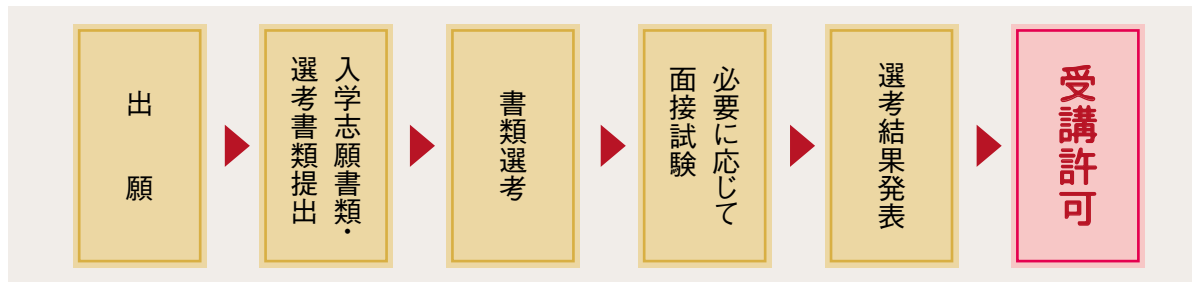 出願
入学志願書類・
選考書類提出
書類選考
必要に応じて
面接試験
選考結果発表
受講許可